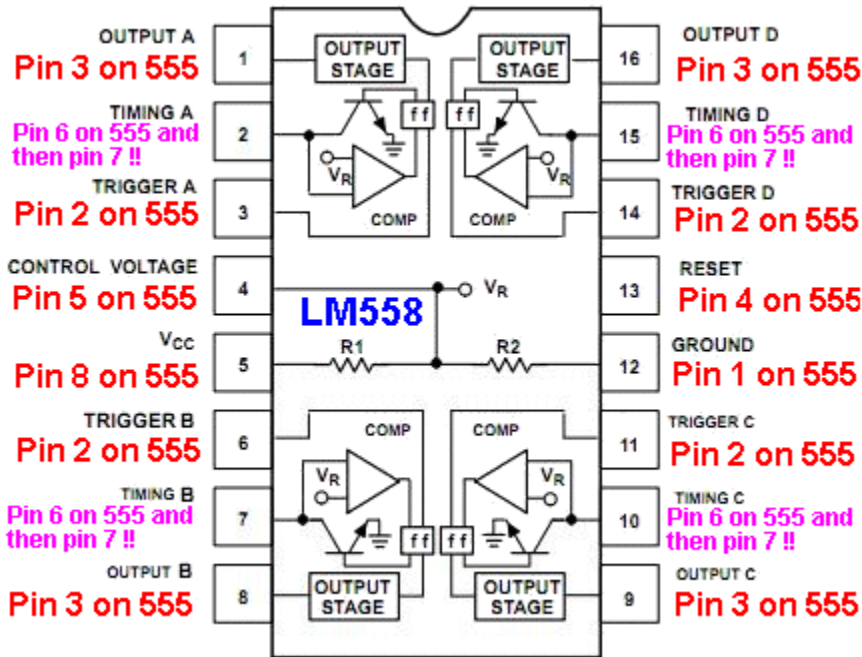 OUTPUT A
Pin 3 on 555
1
OUTPUT
STAGE
OUTPUT
STAGE
16
OUTPUT D
Pin 3 on 555
TIMING A
Pin 6 on 555 and
then pin 7 !!
2
ff
ff
15
TIMING D
Pin 6 on 555 and
then pin 7 !!
VR
VR
TRIGGER A
Pin 2 on 555
3
COMP
COMP
14
TRIGGER D
Pin 2 on 555
CONTROL VOLTAGE
Pin 5 on 555
4
LM558
VR
13
RESET
Pin 4 on 555
VCC
Pin 8 on 555
5
R1
R2
12
GROUND
Pin 1 on 555
TRIGGER B
Pin 2 on 555
6
COMP
COMP
11
TRIGGER C
Pin 2 on 555
VR
VR
TIMING B
Pin 6 on 555 and
then pin 7 !!
7
ff
ff
10
TIMING C
Pin 6 on 555 and
then pin 7 !!
OUTPUT B
Pin 3 on 555
8
OUTPUT
STAGE
OUTPUT
STAGE
9
OUTPUT C
Pin 3 on 555